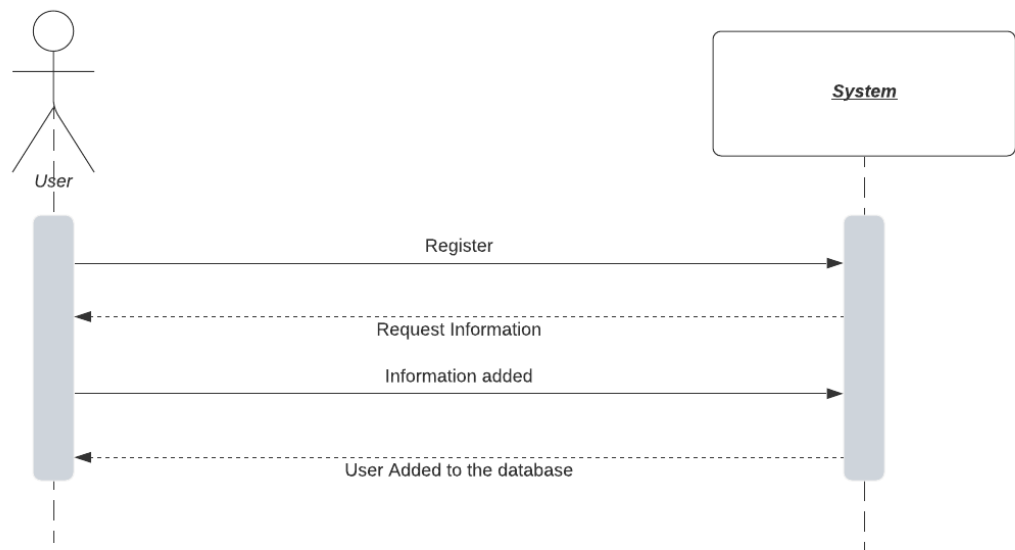 System
User
Register
Request Information
Information added
User Added to the database